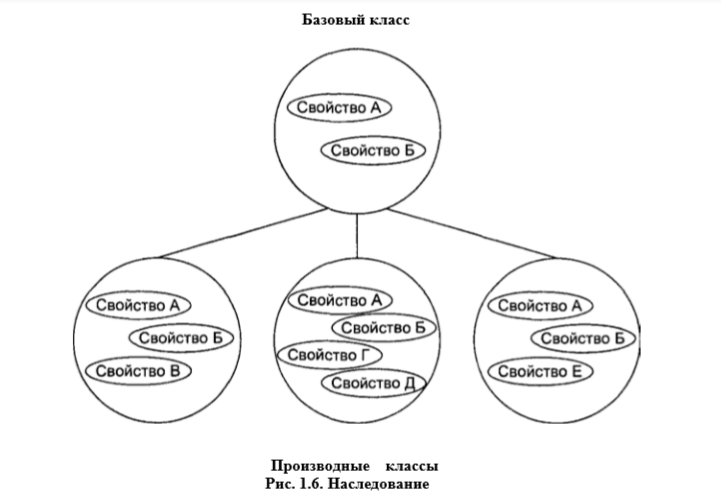 Базовый класс
Свойство А
Свойство Б
Свойство А
Свойство Б
Свойство В
Свойство А
Свойство Б
Свойство Г
Свойство Д
Свойство А
Свойство Б
Свойство Е
Производные классы
Рис. 1.6. Наследование